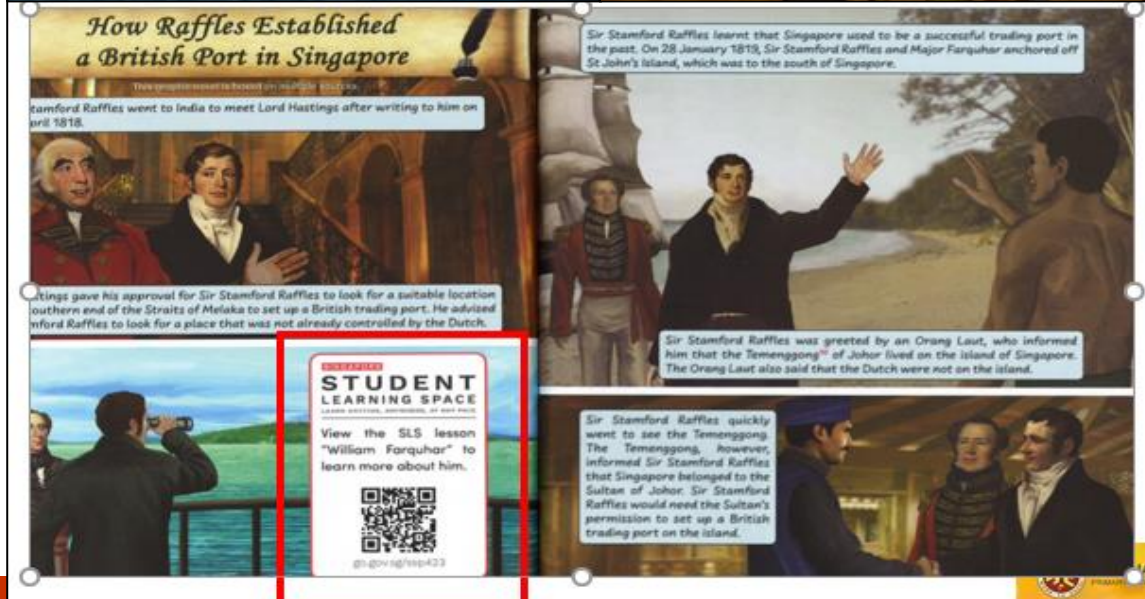 How Raffles Established
a British Port in Singapore
This graphic novel is based on multiple sources.
tamford Raffles went to India to meet Lord Hastings after writing to him on
pril 1818.
tings gave his approval for Sir Stamford Raffles to look for a suitable location
outhern end of the Straits of Melaka to set up a British trading port. He advised
mford Raffles to look for a place that was not already controlled by the Dutch.
SINGAPORE
STUDENT
LEARNING SPACE
LEARN ANYTIME, ANYWHERE, AT ANY PACE
View the SLS lesson
"William Farquhar" to
learn more about him.
go.gov.sg/ssp423
Sir Stamford Raffles learnt that Singapore used to be a successful trading port in
the past. On 28 January 1819, Sir Stamford Raffles and Major Farquhar anchored off
St John's Island, which was to the south of Singapore.
Sir Stamford Raffles was greeted by an Orang Laut, who informed
him that the Temenggong of Johor lived on the island of Singapore.
The Orang Laut also said that the Dutch were not on the island.
Sir Stamford Raffles quickly
went to see the Temenggong.
The Temenggong, however,
informed Sir Stamford Raffles
that Singapore belonged to the
Sultan of Johor. Sir Stamford
Raffles would need the Sultan's
permission to set up a British
trading port on the island.